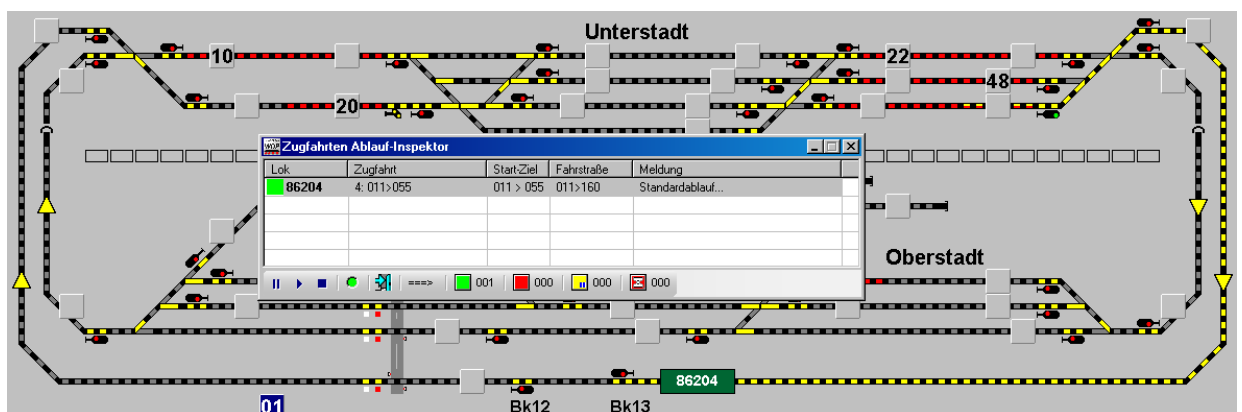 Unterstadt
10
22
48
20
Zugfahrten Ablauf-Inspektor
Lok Zugfahrt Start-Ziel Fahrstraße Meldung
86204 4: 011>055 011 > 055 011>160 Standardablauf...
Oberstadt
===> 001 000 000 000
86204
01 Bk12 Bk13